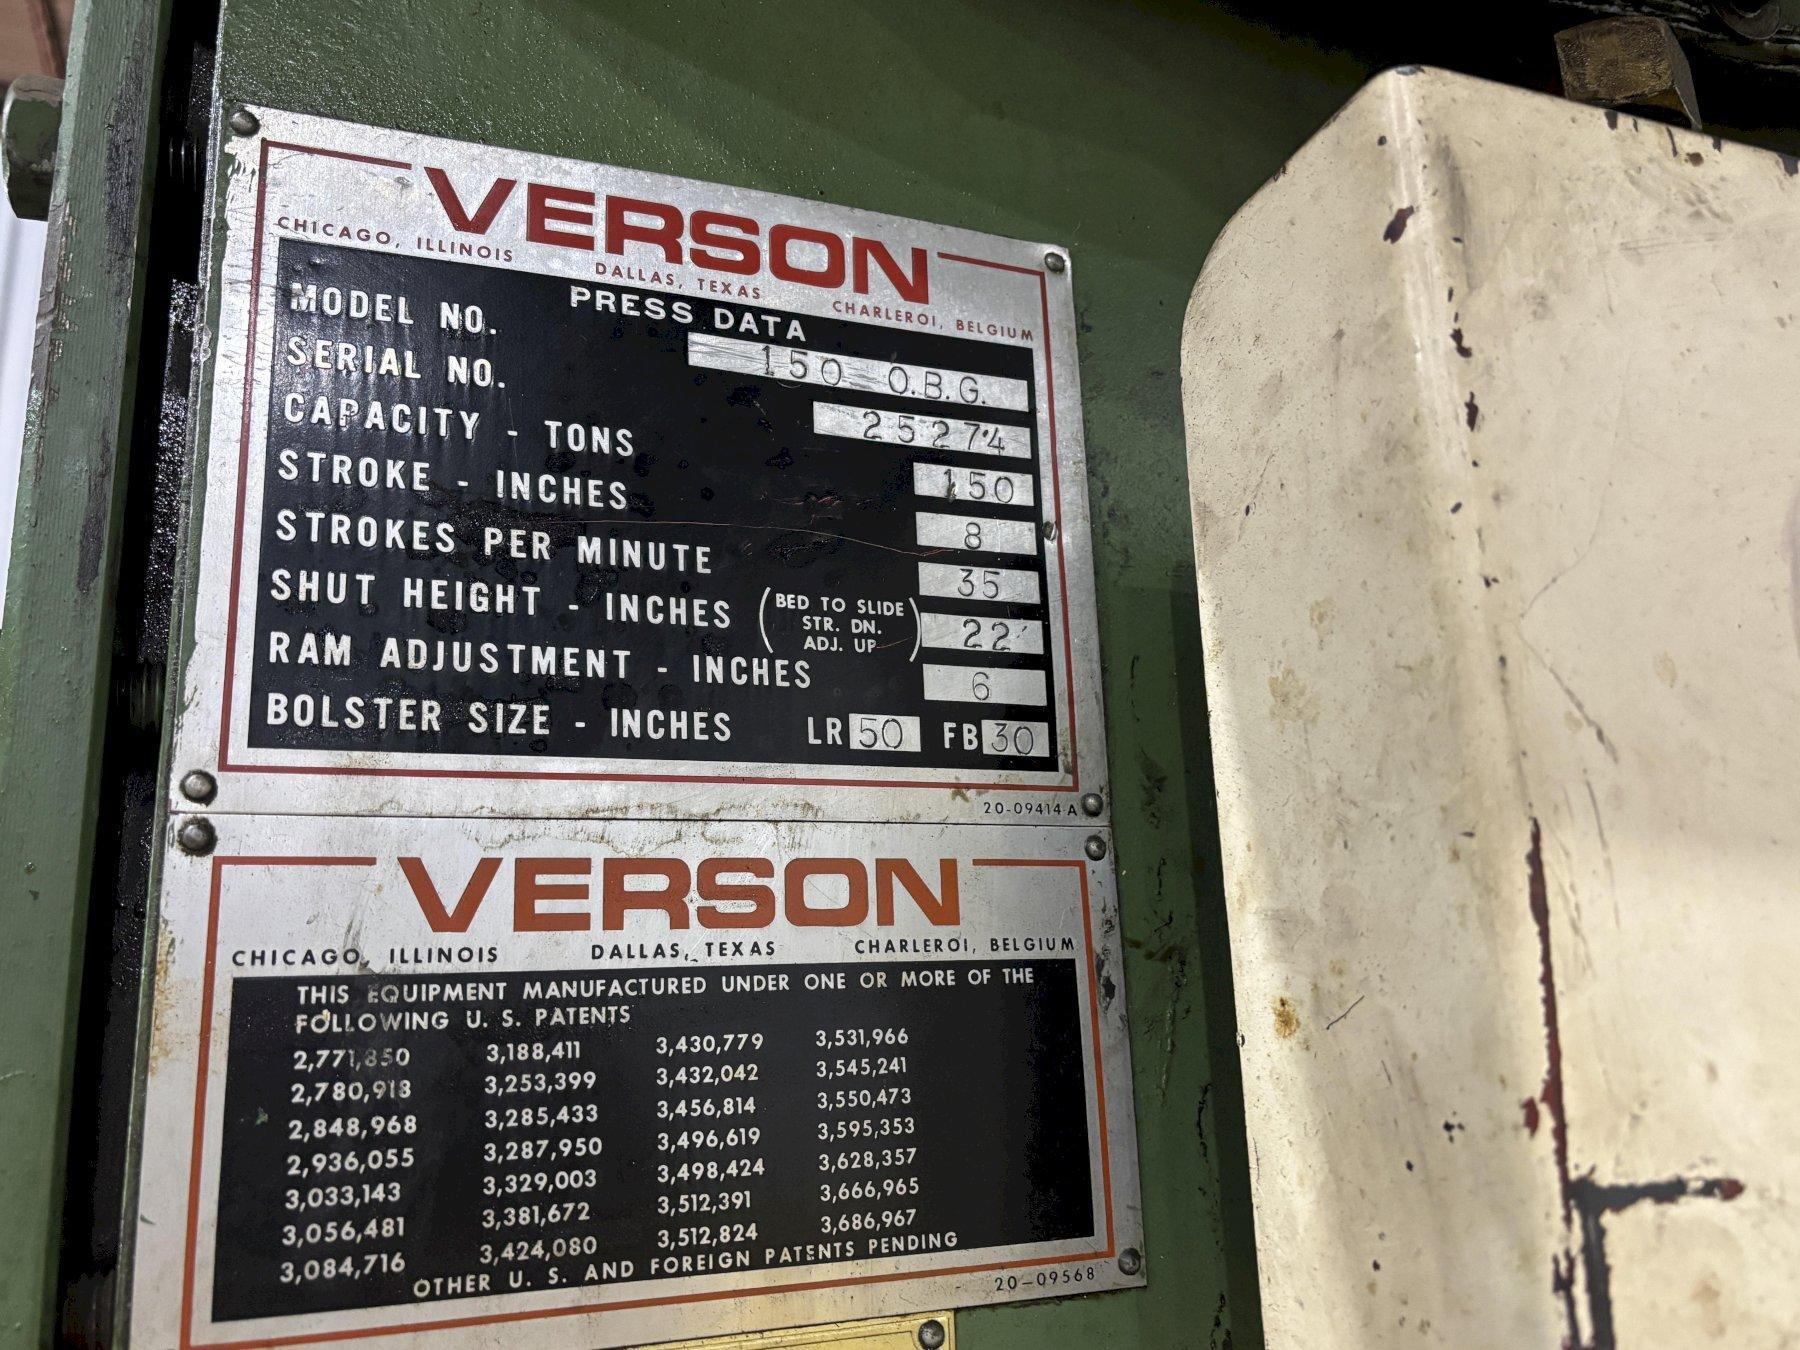 VERSON
CHICAGO, ILLINOIS DALLAS, TEXAS CHARLEROI, BELGIUM
PRESS DATA
MODEL NO. 150 O.B.G.
SERIAL NO. 25274
CAPACITY - TONS 150
STROKE - INCHES 8
STROKES PER MINUTE 35
SHUT HEIGHT - INCHES (BED TO SLIDE STR. DN. ADJ. UP) 22
RAM ADJUSTMENT - INCHES 6
BOLSTER SIZE - INCHES LR 50 FB 30
20-09414A
VERSON
CHICAGO, ILLINOIS DALLAS, TEXAS CHARLEROI, BELGIUM
THIS EQUIPMENT MANUFACTURED UNDER ONE OR MORE OF THE
FOLLOWING U. S. PATENTS
2,771,850 3,188,411 3,430,779 3,531,966
2,780,918 3,253,399 3,432,042 3,545,241
2,848,968 3,285,433 3,456,814 3,550,473
2,936,055 3,287,950 3,496,619 3,595,353
3,033,143 3,329,003 3,498,424 3,628,357
3,056,481 3,381,672 3,512,391 3,666,965
3,084,716 3,424,080 3,512,824 3,686,967
OTHER U. S. AND FOREIGN PATENTS PENDING
20-09568